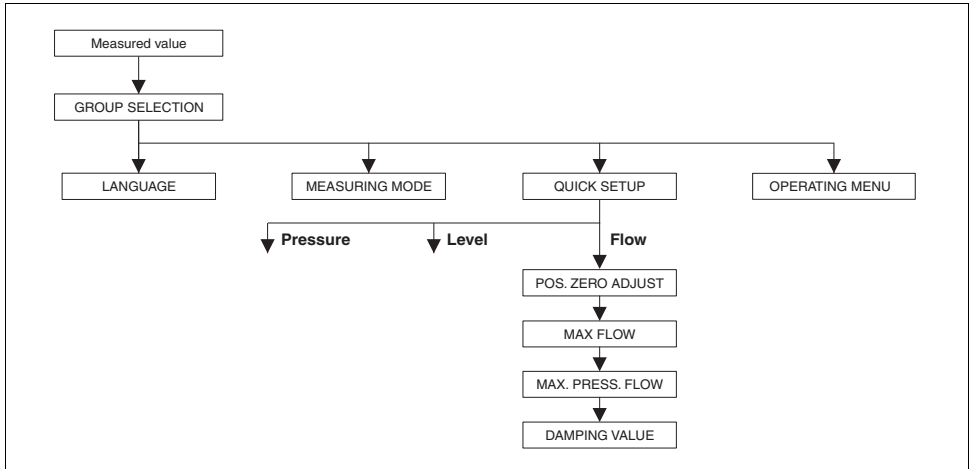 Measured value
GROUP SELECTION
LANGUAGE
MEASURING MODE
QUICK SETUP
OPERATING MENU
Pressure
Level
Flow
POS. ZERO ADJUST
MAX FLOW
MAX. PRESS. FLOW
DAMPING VALUE